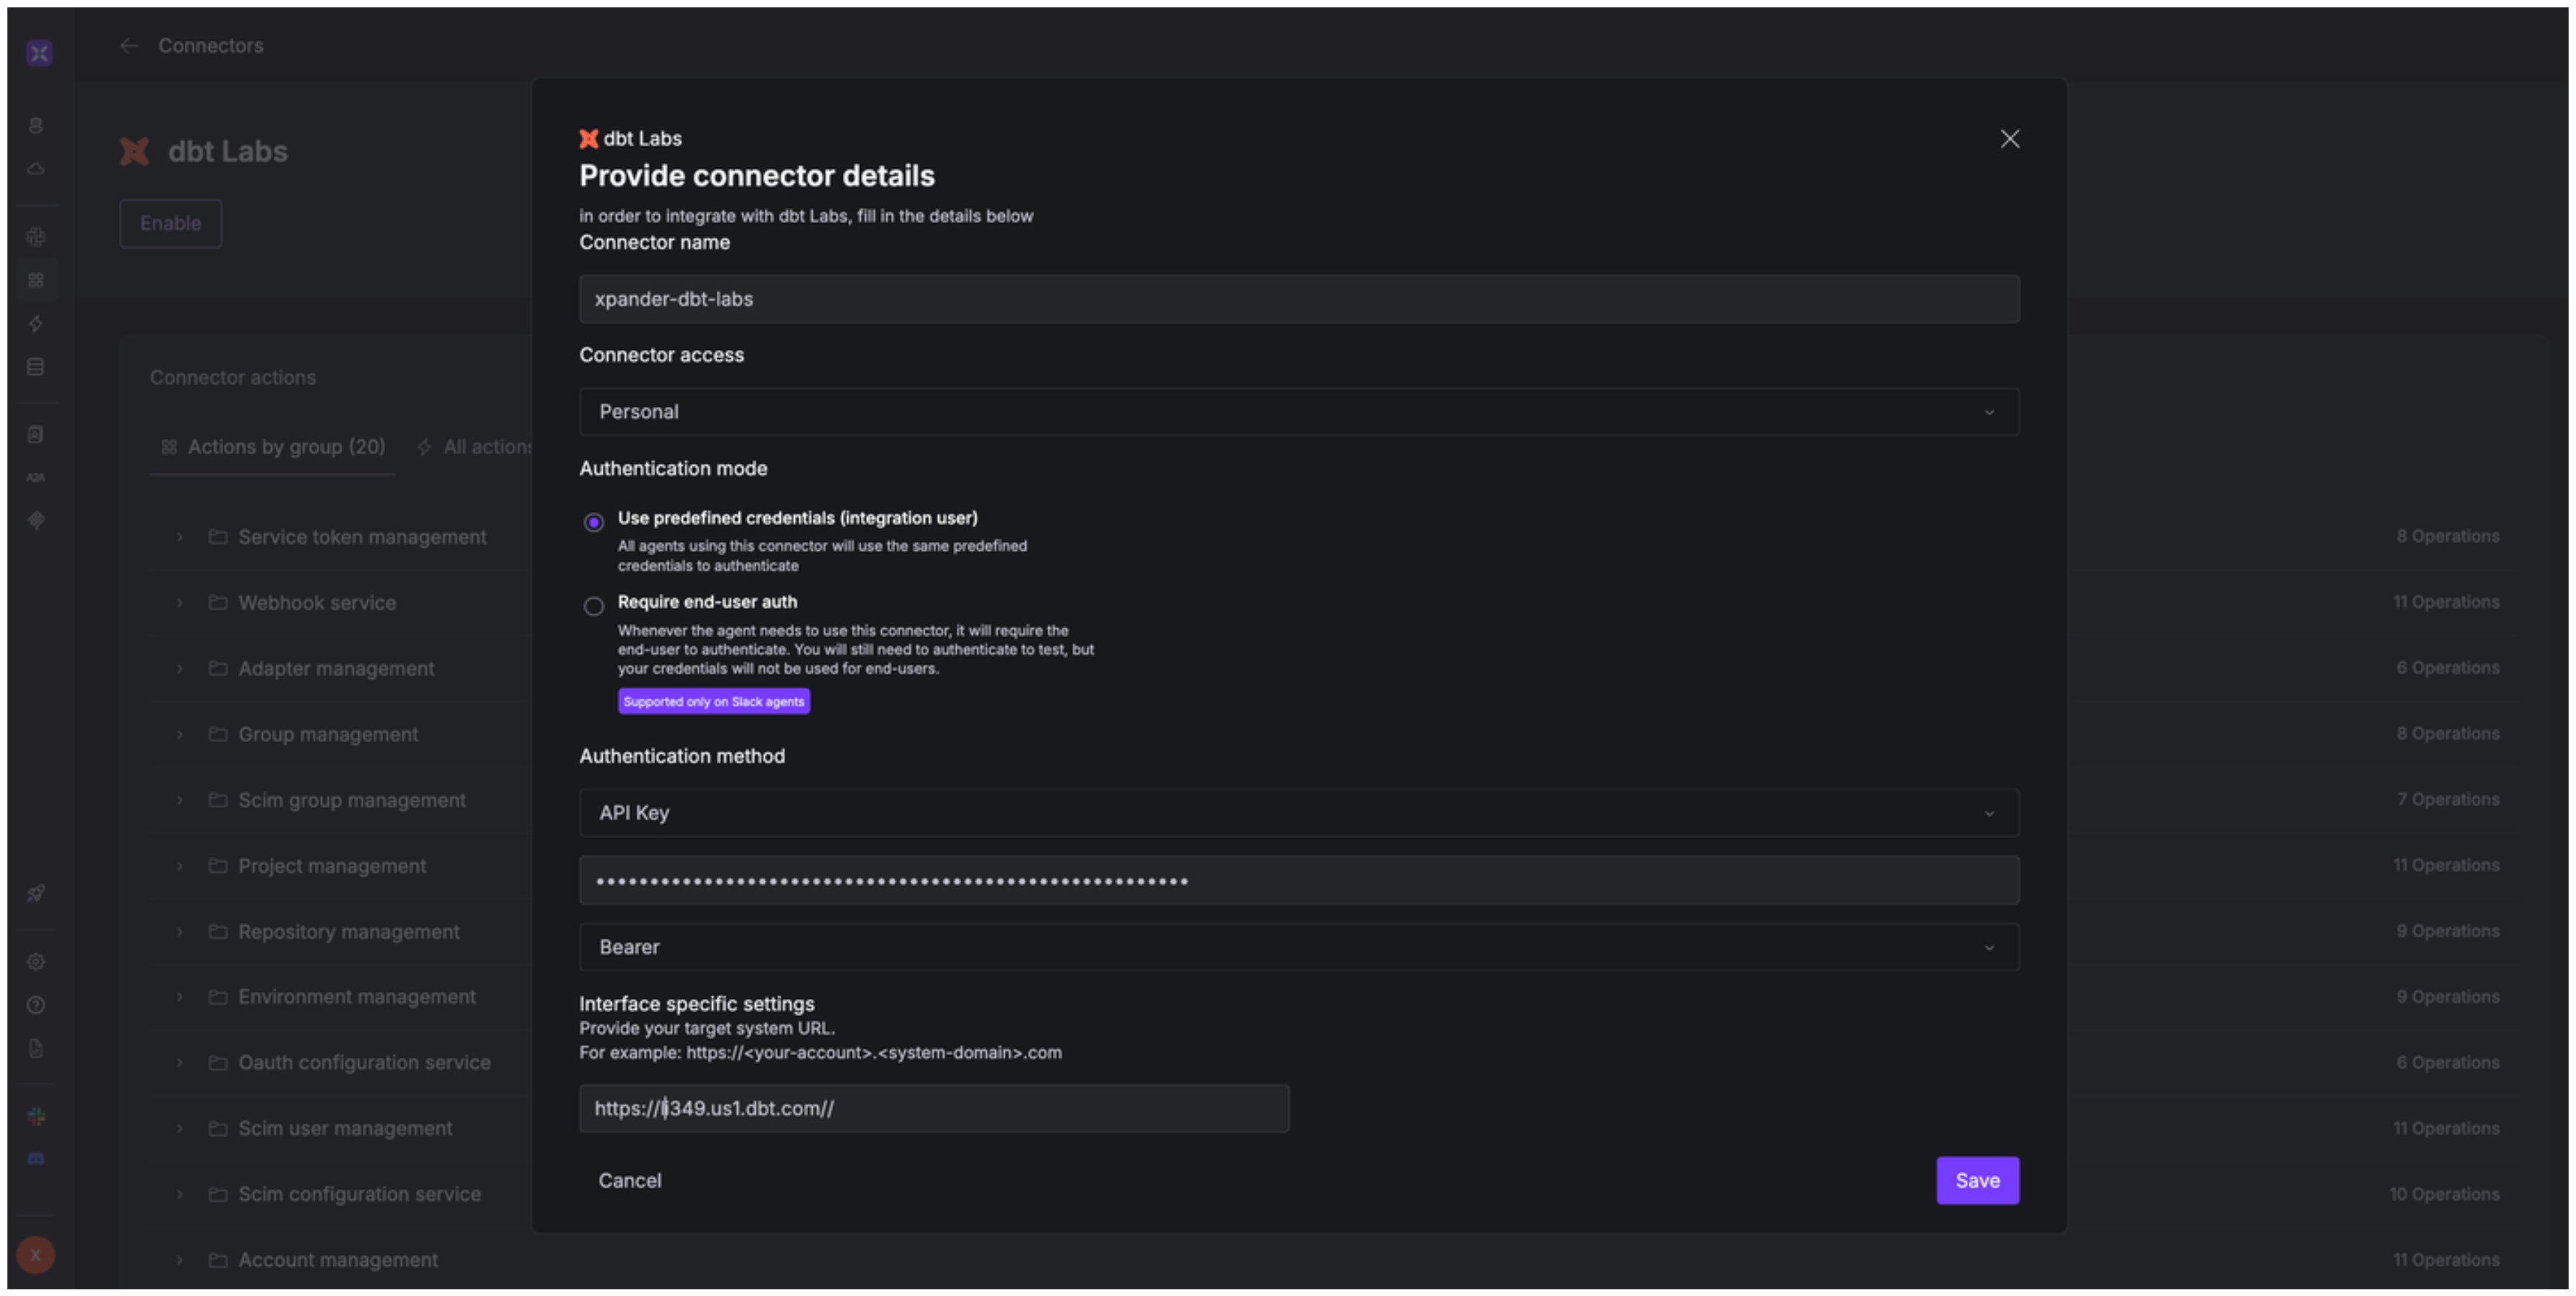 Connectors
dbt Labs
Enable
Connector actions
Actions by group (20)
All actions
Service token management
8 Operations
Webhook service
11 Operations
Adapter management
6 Operations
Group management
8 Operations
Scim group management
7 Operations
Project management
11 Operations
Repository management
9 Operations
Environment management
9 Operations
Oauth configuration service
6 Operations
Scim user management
11 Operations
Scim configuration service
10 Operations
Account management
11 Operations
A2A
X
dbt Labs
Provide connector details
in order to integrate with dbt Labs, fill in the details below
Connector name
xpander-dbt-labs
Connector access
Personal
Authentication mode
Use predefined credentials (integration user)
All agents using this connector will use the same predefined
credentials to authenticate
Require end-user auth
Whenever the agent needs to use this connector, it will require the
end-user to authenticate. You will still need to authenticate to test, but
your credentials will not be used for end-users.
Supported only on Slack agents
Authentication method
API Key
•••••••••••••••••••••••••••••••••••••••••••••••••••••••
Bearer
Interface specific settings
Provide your target system URL.
For example: https://<your-account>.<system-domain>.com
Cancel
Save